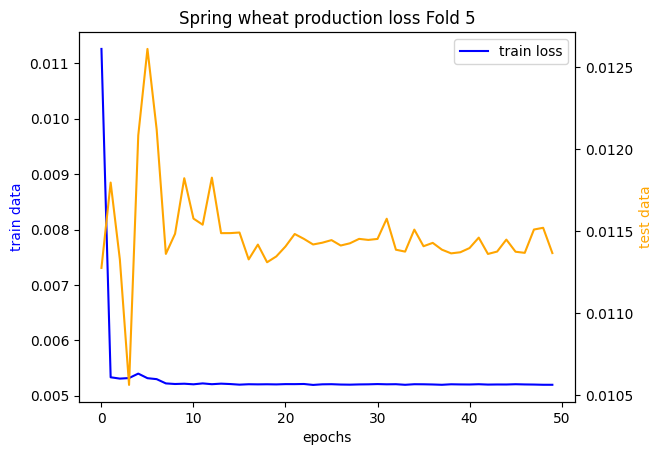 Spring wheat production loss Fold 5
train loss
train data
0.011
0.010
0.009
0.008
0.007
0.006
0.005
0.0125
0.0120
0.0115
0.0110
0.0105
test data
0 10 20 30 40 50
epochs